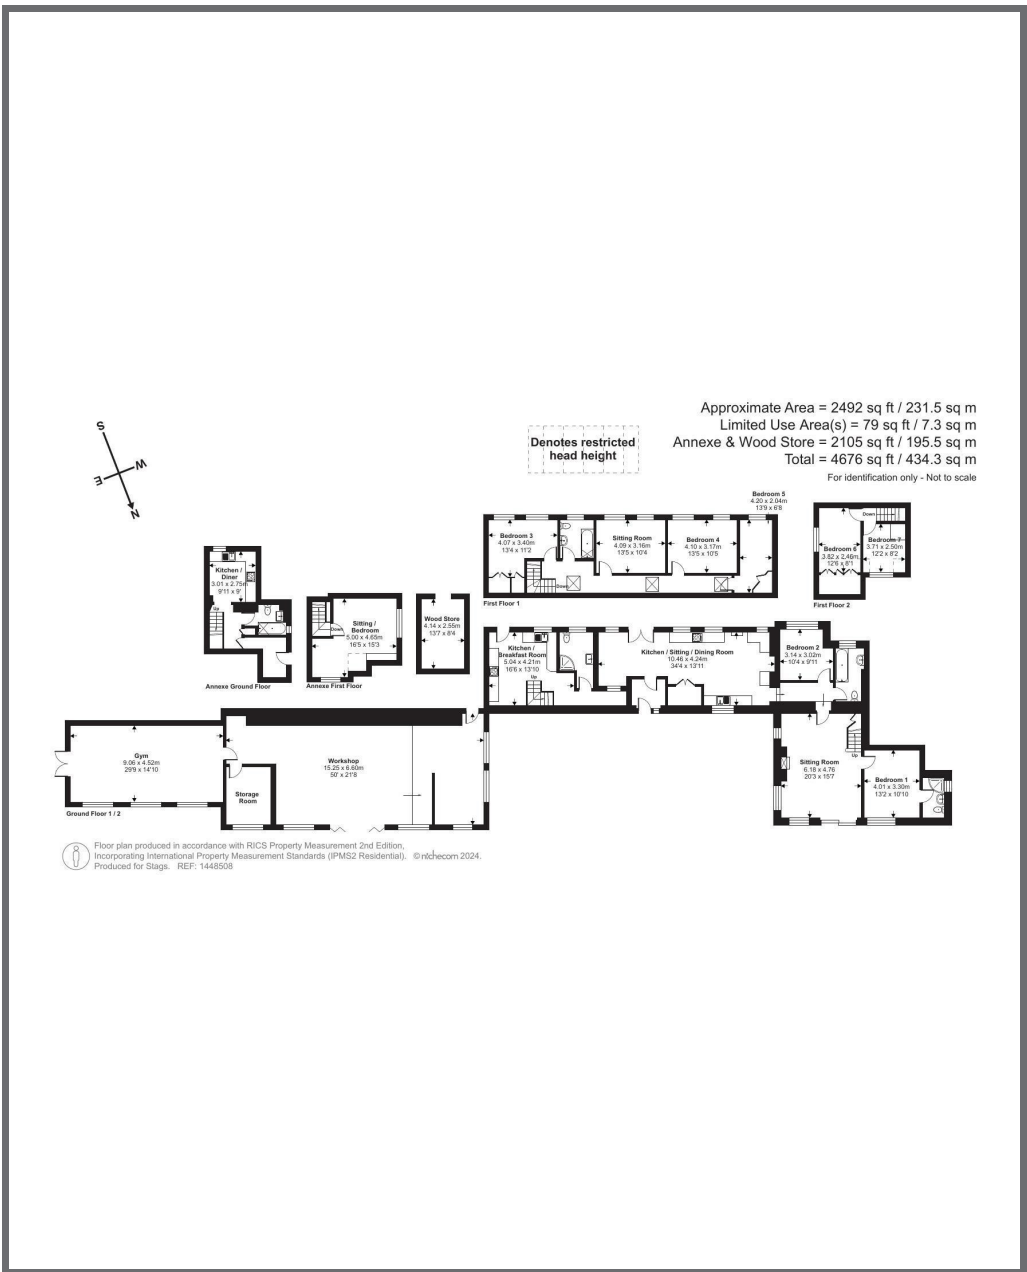 Approximate Area = 2492 sq ft / 231.5 sq m
Limited Use Area(s) = 79 sq ft / 7.3 sq m
Annexe & Wood Store = 2105 sq ft / 195.5 sq m
Total = 4676 sq ft / 434.3 sq m
For identification only - Not to scale
Denotes restricted
head height
S
W
E
N
Bedroom 5
4.20 x 2.04m
13'9 x 6'8
Bedroom 3
4.07 x 3.40m
13'4 x 11'2
Sitting Room
4.09 x 3.16m
13'5 x 10'4
Bedroom 4
4.10 x 3.17m
13'5 x 10'5
Down
First Floor 1
Down
Bedroom 6
3.82 x 2.46m
12'6 x 8'1
Bedroom 7
3.71 x 2.50m
12'2 x 8'2
First Floor 2
Kitchen /
Diner
3.01 x 2.75m
9'11 x 9'
Up
Annexe Ground Floor
Sitting /
Bedroom
5.00 x 4.65m
16'5 x 15'3
Down
Annexe First Floor
Wood Store
4.14 x 2.55m
13'7 x 8'4
Kitchen /
Breakfast Room
5.04 x 4.21m
16'6 x 13'10
Up
Kitchen / Sitting / Dining Room
10.46 x 4.24m
34'4 x 13'11
Bedroom 2
3.14 x 3.02m
10'4 x 9'11
Gym
9.06 x 4.52m
29'9 x 14'10
Workshop
15.25 x 6.60m
50' x 21'8
Storage
Room
Sitting Room
6.18 x 4.76
20'3 x 15'7
Up
Bedroom 1
4.01 x 3.30m
13'2 x 10'10
Ground Floor 1 / 2
Floor plan produced in accordance with RICS Property Measurement 2nd Edition,
Incorporating International Property Measurement Standards (IPMS2 Residential). © nichecom 2024.
Produced for Stags. REF: 1448508